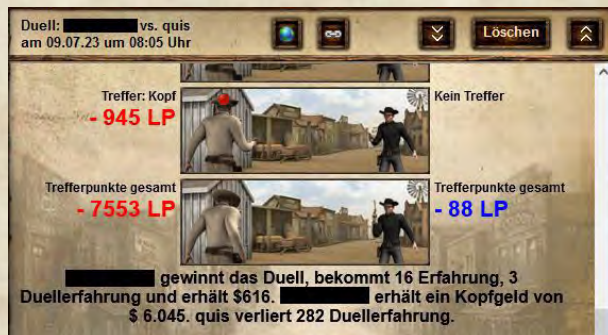 Duell: vs. quis
am 09.07.23 um 08:05 Uhr
Löschen
Treffer: Kopf
- 945 LP
Kein Treffer
Trefferpunkte gesamt
- 7553 LP
Trefferpunkte gesamt
- 88 LP
gewinnt das Duell, bekommt 16 Erfahrung, 3
Duellerfahrung und erhält $616. erhält ein Kopfgeld von
$ 6.045. quis verliert 282 Duellerfahrung.